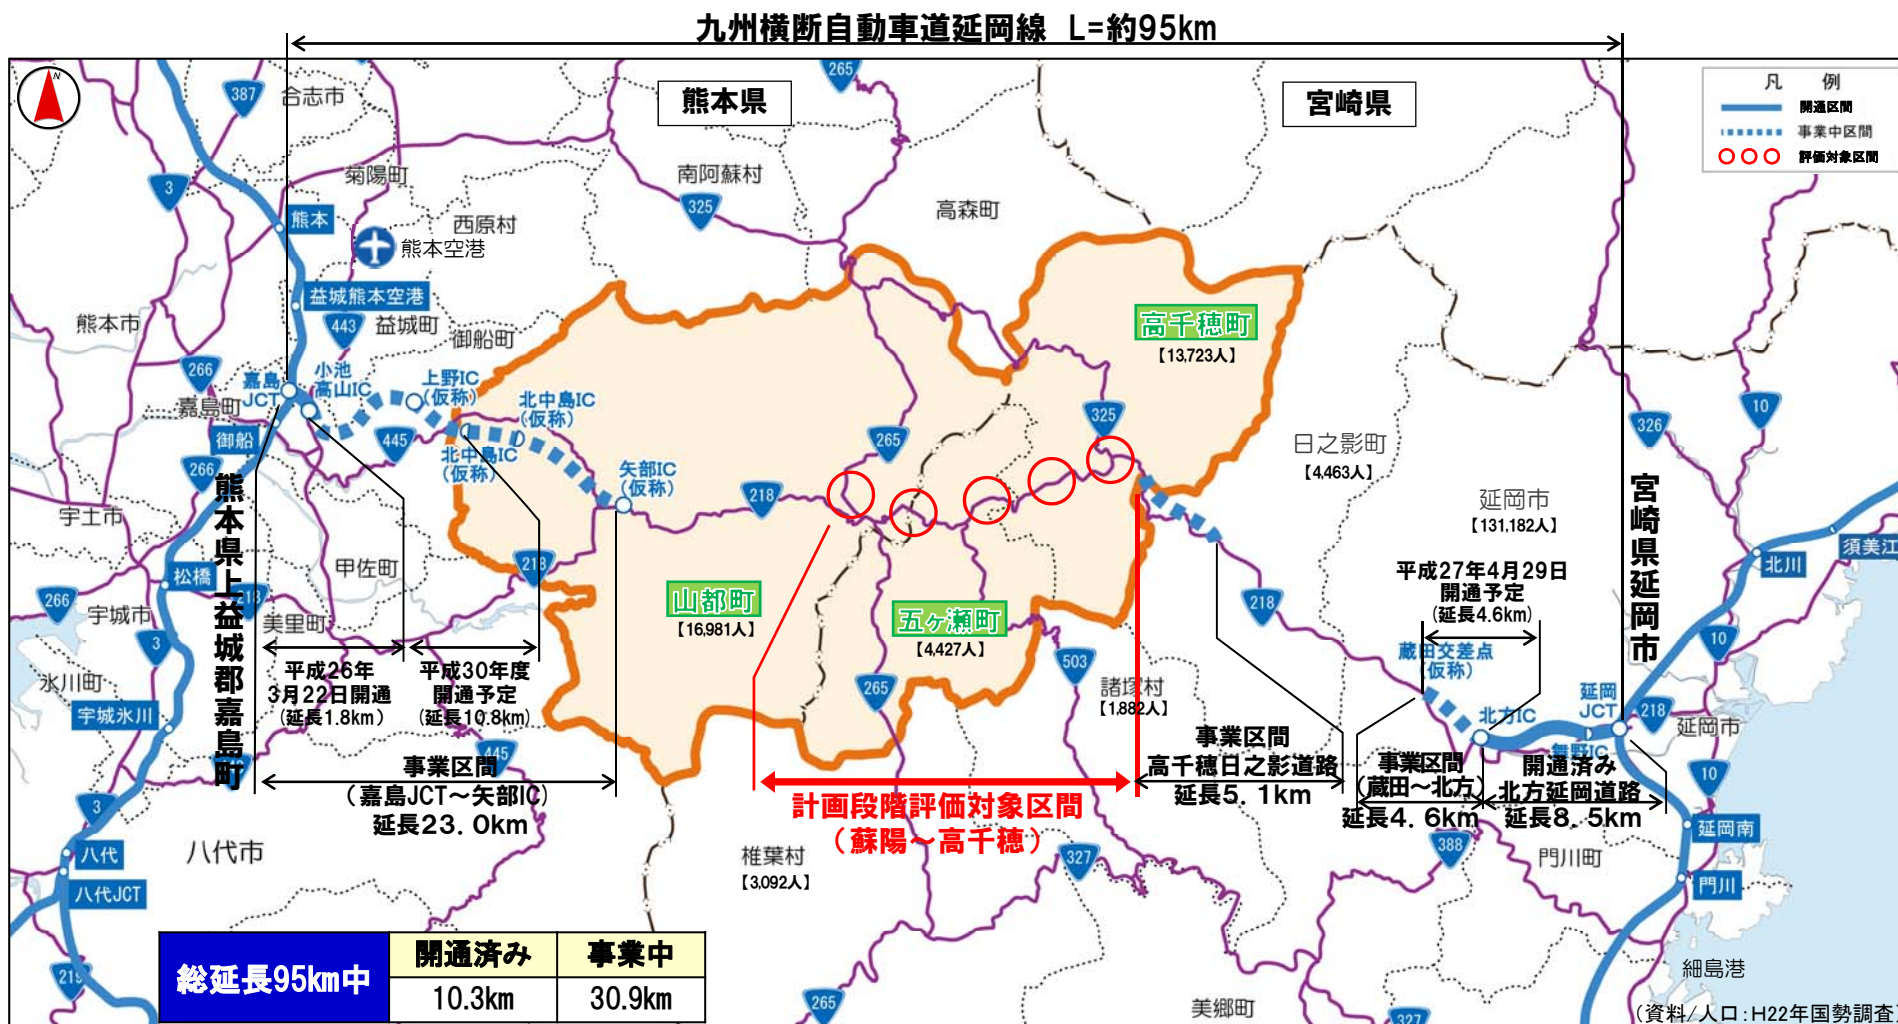 九州横断自動車道延岡線 L=約95km
N
熊本県
宮崎県
凡 例
開通区間
事業中区間
評価対象区間
387
合志市
265
3
菊陽町
南阿蘇村
325
高森町
西原村
熊本
熊本空港
益城熊本空港
熊本市
443
益城町
御船町
高千穂町
【13,723人】
266
嘉島
JCT
小池
高山IC
上野IC
(仮称)
北中島IC
(仮称)
嘉島町
御船
445
北中島IC
(仮称)
矢部IC
(仮称)
265
325
326
10
日之影町
【4,463人】
266
218
延岡市
【131,182人】
熊本県上益城郡嘉島町
宮崎県延岡市
宇土市
甲佐町
218
須美江
北川
松橋
266
宇城市
218
美里町
3
山都町
【16,981人】
五ヶ瀬町
【4,427人】
218
平成27年4月29日
開通予定
(延長4.6km)
10
蔵田交差点
(仮称)
氷川町
平成26年
3月22日開通
(延長1.8km)
平成30年度
開通予定
(延長10.8km)
503
265
諸塚村
【1,882人】
延岡
JCT
218
延岡市
宇城氷川
北方IC
舞野IC
445
事業区間
(嘉島JCT～矢部IC)
延長23.0km
計画段階評価対象区間
(蘇陽～高千穂)
事業区間
高千穂日之影道路
延長5.1km
事業区間
(蔵田～北方)
延長4.6km
開通済み
北方延岡道路
延長8.5km
10
3
八代
八代市
八代JCT
椎葉村
【3,092人】
327
388
門川町
延岡南
門川
総延長95km中
開通済み
事業中
10.3km
30.9km
219
265
美郷町
327
細島港
(資料/人口:H22年国勢調査)